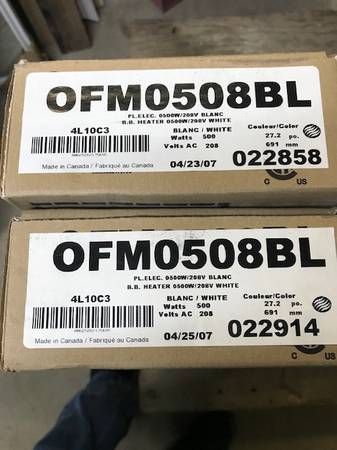 OFM0508BL
PL.ELEC. 0500W/208V BLANC
B.B. HEATER 0500W/208V WHITE
4L10C3
BLANC / WHITE
Couleur/Color
Watts 500
27.2 po.
Volts AC 208
691 mm
Made in Canada / Fabriqué au Canada
04/23/07
022858
C US
OFM0508BL
PL.ELEC. 0500W/208V BLANC
B.B. HEATER 0500W/208V WHITE
4L10C3
BLANC / WHITE
Couleur/Color
Watts 500
27.2 po.
Volts AC 208
691 mm
Made in Canada / Fabriqué au Canada
04/25/07
022914
C US